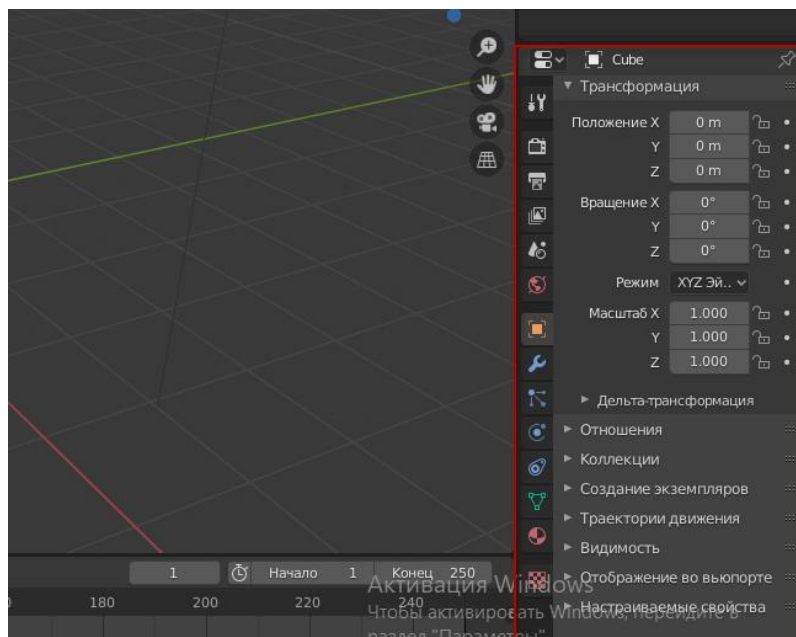 Cube
Трансформация
Положение X 0 m
Y 0 m
Z 0 m
Вращение X 0°
Y 0°
Z 0°
Режим XYZ Эй..
Масштаб X 1.000
Y 1.000
Z 1.000
Дельта-трансформация
Отношения
Коллекции
Создание экземпляров
Траектории движения
Видимость
Отображение во вьюпорте
Настраиваемые свойства
1 Начало 1 Конец 250
180 200 220 240
Активация Windows
Чтобы активировать Windows, перейдите в
раздел "Параметры"